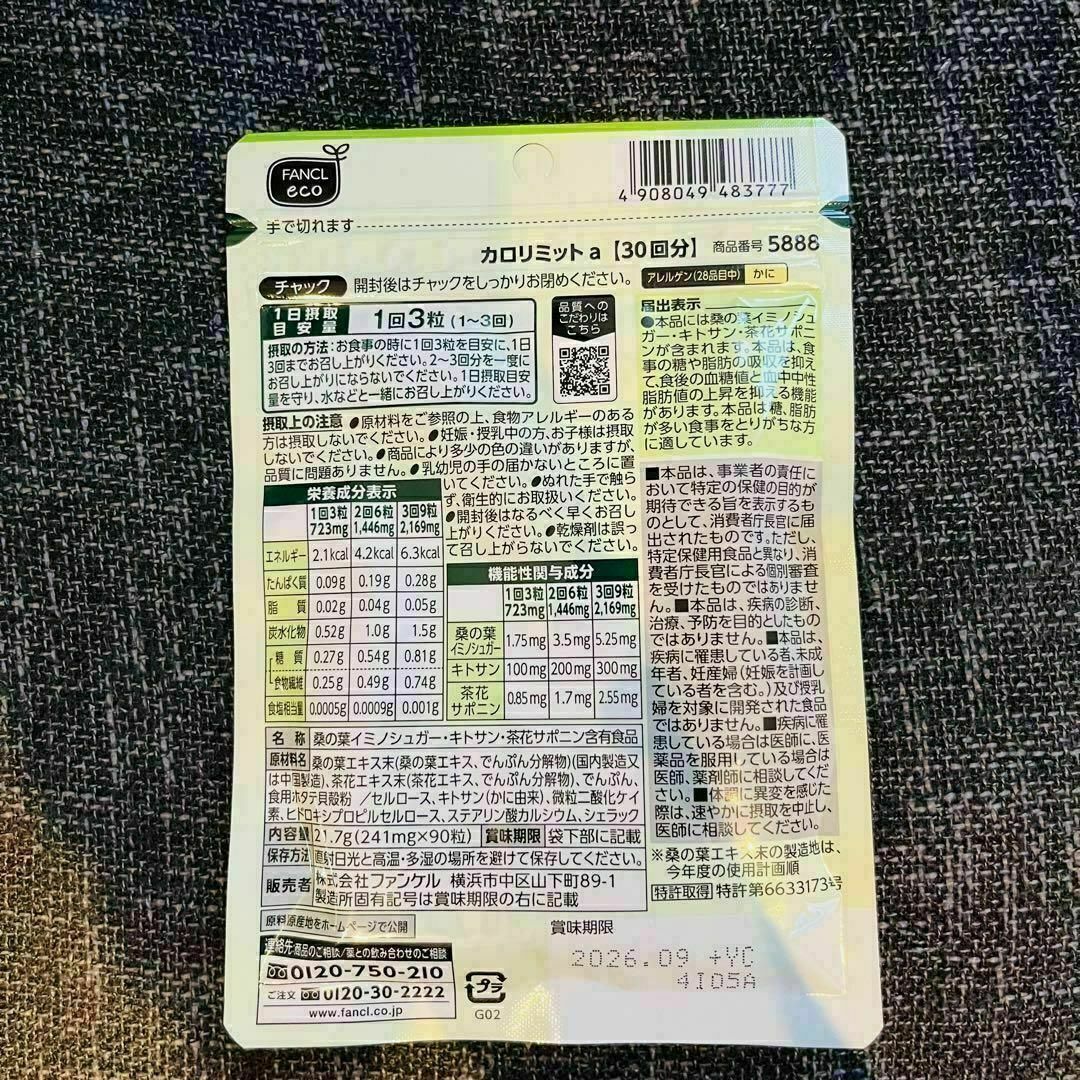 FANCL
eco
4 908049 483777
手で切れます
カロリミット a 【30回分】 商品番号 5888
チャック 開封後はチャックをしっかりお閉めください。
アレルゲン(28品目中) かに
1日摂取
目安量 1回3粒 (1~3回)
摂取の方法:お食事の時に1回3粒を目安に、1日
3回までお召し上がりください。2~3回分を一度に
お召し上がりにならないでください。1日摂取目安
量を守り、水などと一緒にお召し上がりください。
品質への
こだわりは
こちら
届出表示
●本品には桑の葉イミノシュ
ガー・キトサン・茶花サポニ
ンが含まれます。本品は、食
事の糖や脂肪の吸収を抑え
て、食後の血糖値と血中中性
脂肪値の上昇を抑える機能
があります。本品は糖、脂肪
が多い食事をとりがちな方
に適しています。
摂取上の注意 ●原材料をご参照の上、食物アレルギーのある
方は摂取しないでください。●妊娠・授乳中の方、お子様は摂取
しないでください。●商品により多少の色の違いがありますが、
品質に問題ありません。●乳幼児の手の届かないところに置
いてください。●ぬれた手で触ら
ず、衛生的にお取扱いください。
●開封後はなるべく早くお召し
上がりください。●乾燥剤は誤っ
て召し上がらないでください。
栄養成分表示
1回3粒 2回6粒 3回9粒
723mg 1,446mg 2,169mg
エネルギー 2.1kcal 4.2kcal 6.3kcal
たんぱく質 0.09g 0.19g 0.28g
脂質 0.02g 0.04g 0.05g
炭水化物 0.52g 1.0g 1.5g
糖質 0.27g 0.54g 0.81g
食物繊維 0.25g 0.49g 0.74g
食塩相当量 0.0005g 0.0009g 0.001g
機能性関与成分
1回3粒 2回6粒 3回9粒
723mg 1,446mg 2,169mg
桑の葉
イミノシュガー 1.75mg 3.5mg 5.25mg
キトサン 100mg 200mg 300mg
茶花
サポニン 0.85mg 1.7mg 2.55mg
■本品は、事業者の責任に
おいて特定の保健の目的が
期待できる旨を表示するも
のとして、消費者庁長官に届
出されたものです。ただし、
特定保健用食品と異なり、消
費者庁長官による個別審査
を受けたものではありませ
ん。■本品は、疾病の診断、
治療、予防を目的としたもの
ではありません。■本品は、
疾病に罹患している者、未成
年者、妊産婦(妊娠を計画し
ている者を含む。)及び授乳
婦を対象に開発された食品
ではありません。■疾病に罹
患している場合は医師に、医
薬品を服用している場合は
医師、薬剤師に相談してくだ
さい。■体調に異変を感じた
際は、速やかに摂取を中止し、
医師に相談してください。
※桑の葉エキス末の製造地は、
今年度の使用計画順
特許取得 特許第6633173号
名称 桑の葉イミノシュガー・キトサン・茶花サポニン含有食品
原材料名 桑の葉エキス末(桑の葉エキス、でんぷん分解物)(国内製造又
は中国製造)、茶花エキス末(茶花エキス、でんぷん分解物)、でんぷん、
食用ホタテ貝殻粉 /セルロース、キトサン(かに由来)、微粒二酸化ケイ
素、ヒドロキシプロピルセルロース、ステアリン酸カルシウム、シェラック
内容量 21.7g(241mg×90粒) 賞味期限 袋下部に記載
保存方法 直射日光と高温・多湿の場所を避けて保存してください。
販売者 株式会社ファンケル 横浜市中区山下町89-1
製造所固有記号は賞味期限の右に記載
原料原産地をホームページで公開
連絡先 商品のご相談/薬との飲み合わせのご相談
0120-750-210
ご注文 0120-30-2222
www.fancl.co.jp
プラ
G02
賞味期限
2026.09 +YC
4I05A